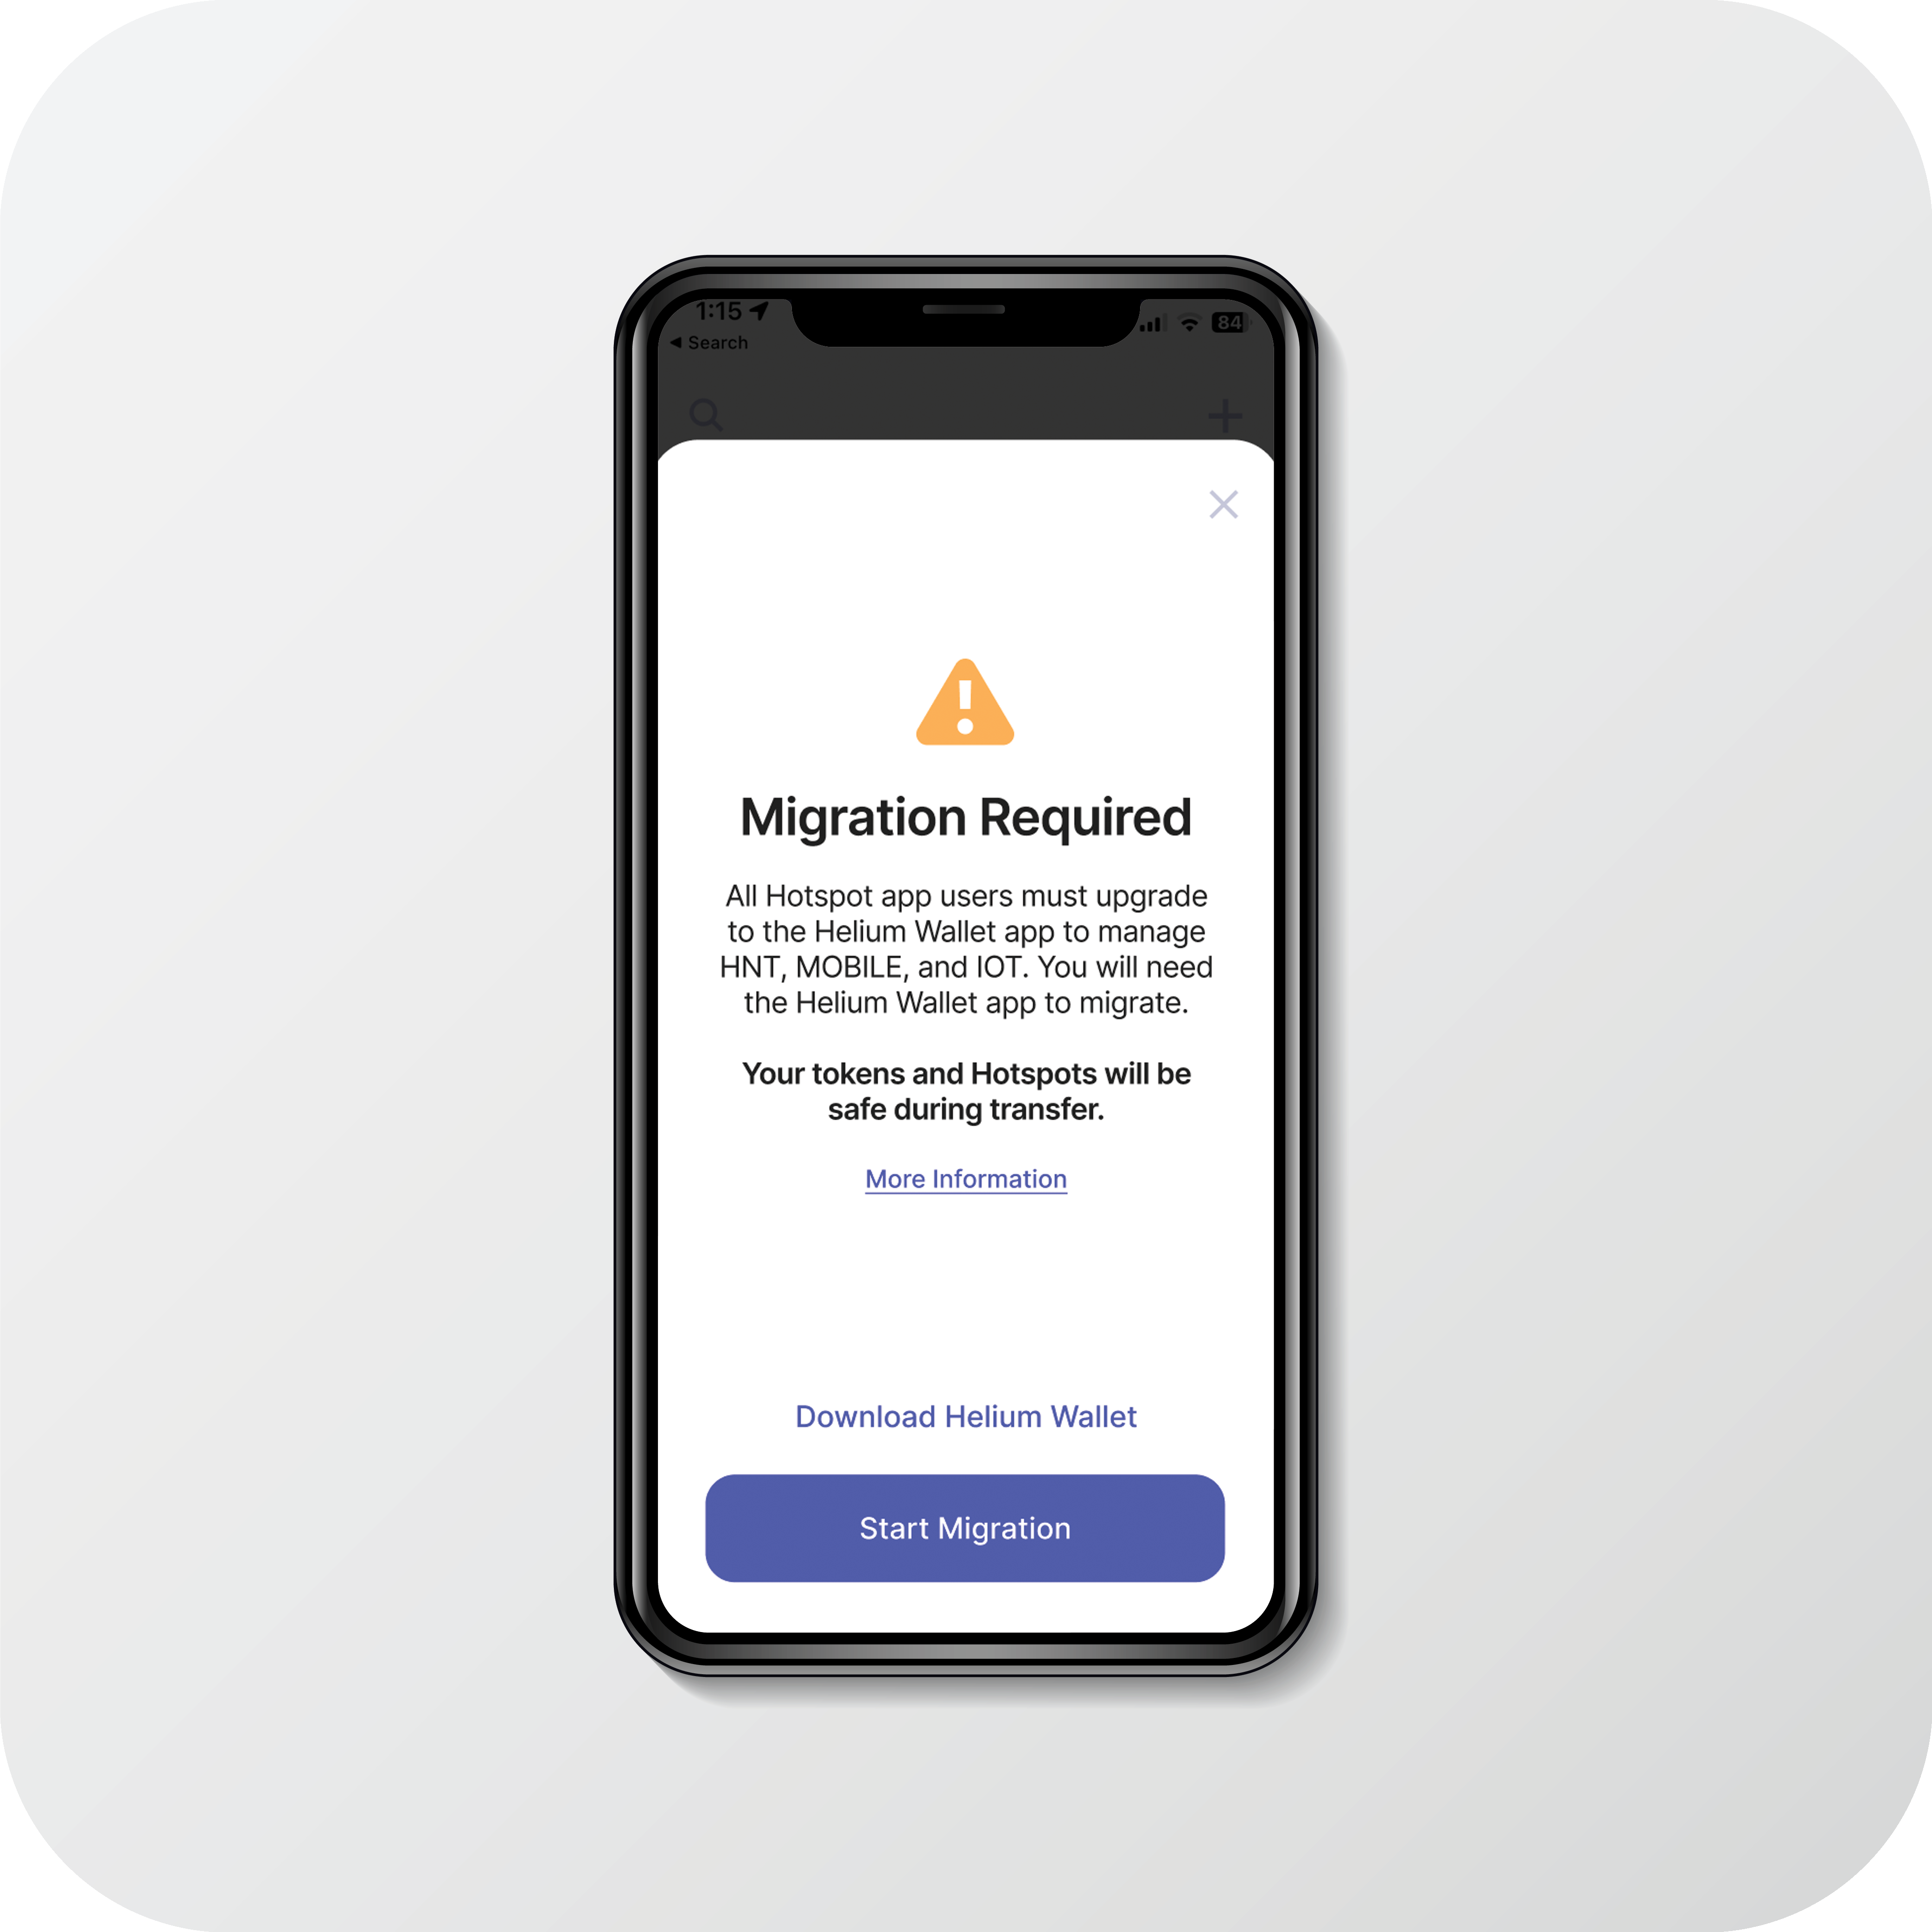 1:15
84
Search
Migration Required
All Hotspot app users must upgrade
to the Helium Wallet app to manage
HNT, MOBILE, and IOT. You will need
the Helium Wallet app to migrate.
Your tokens and Hotspots will be
safe during transfer.
More Information
Download Helium Wallet
Start Migration